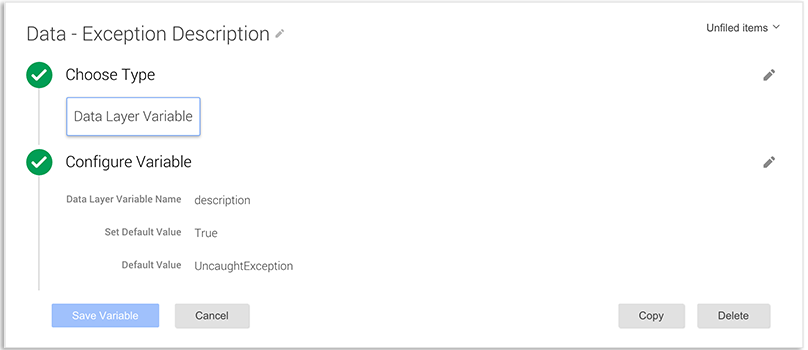 Data - Exception Description
Unfiled items
Choose Type
Data Layer Variable
Configure Variable
Data Layer Variable Name description
Set Default Value True
Default Value UncaughtException
Save Variable Cancel Copy Delete